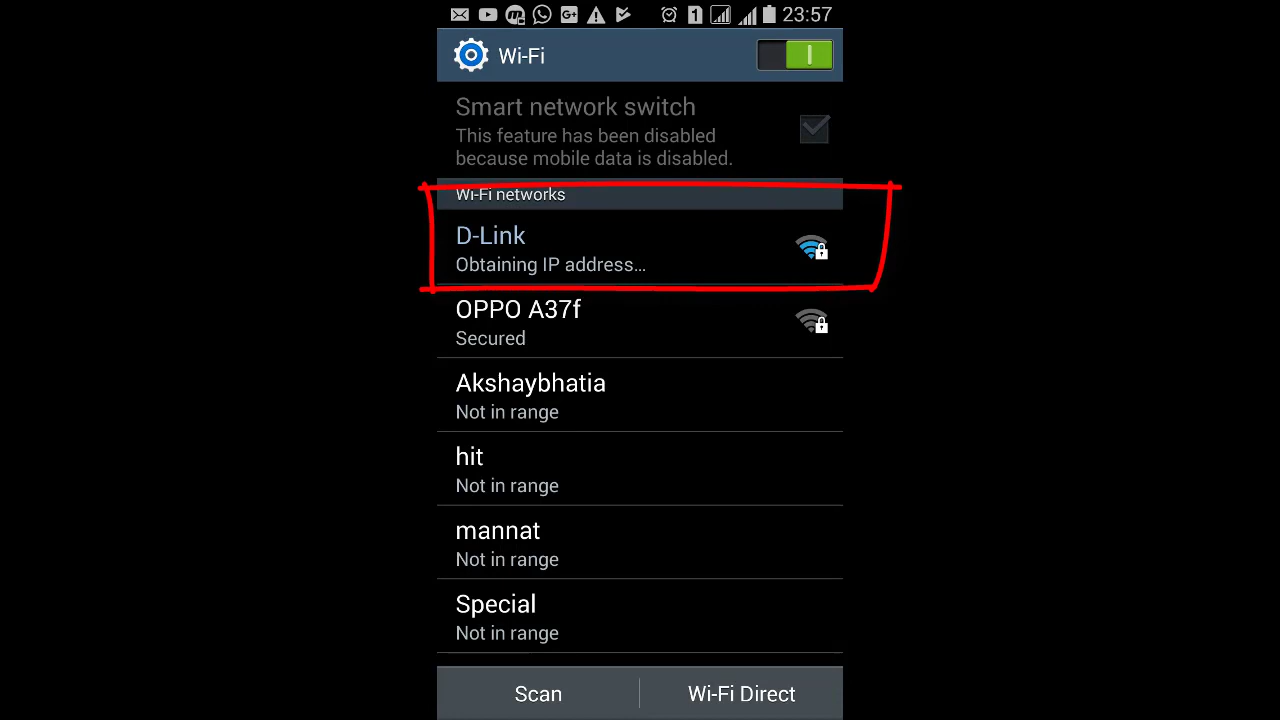 23:57
Wi-Fi
Smart network switch
This feature has been disabled
because mobile data is disabled.
Wi-Fi networks
D-Link
Obtaining IP address...
OPPO A37f
Secured
Akshaybhatia
Not in range
hit
Not in range
mannat
Not in range
Special
Not in range
Scan Wi-Fi Direct